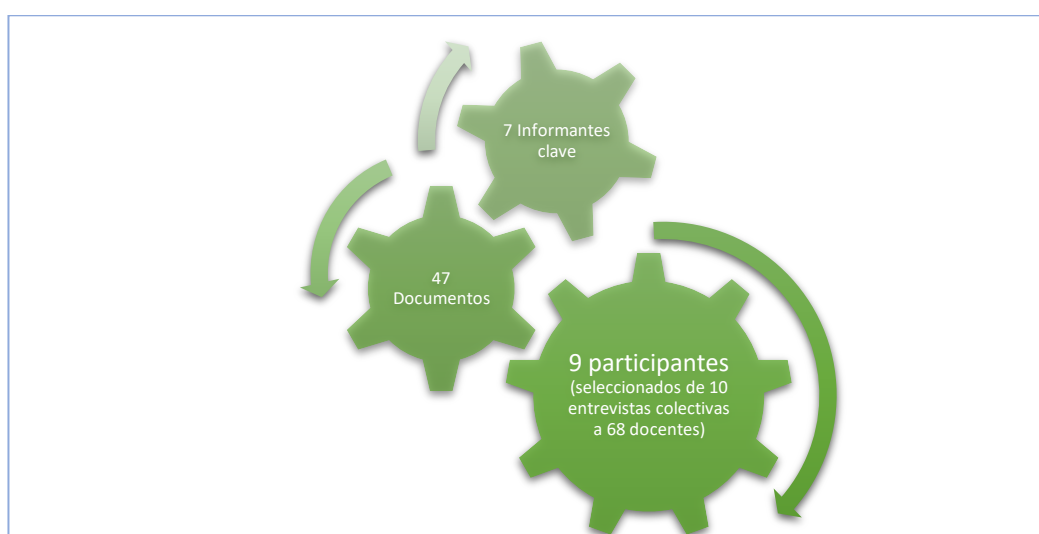 7 Informantes
clave
47
Documentos
9 participantes
(seleccionados de 10
entrevistas colectivas
a 68 docentes)